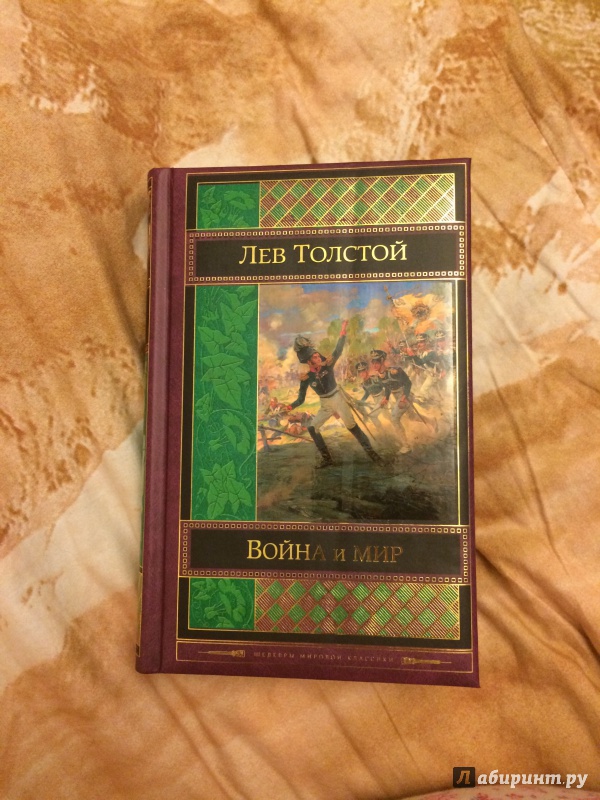 Лев Толстой
Война и мир
Шедевры мировой классики
Лабиринт.ру